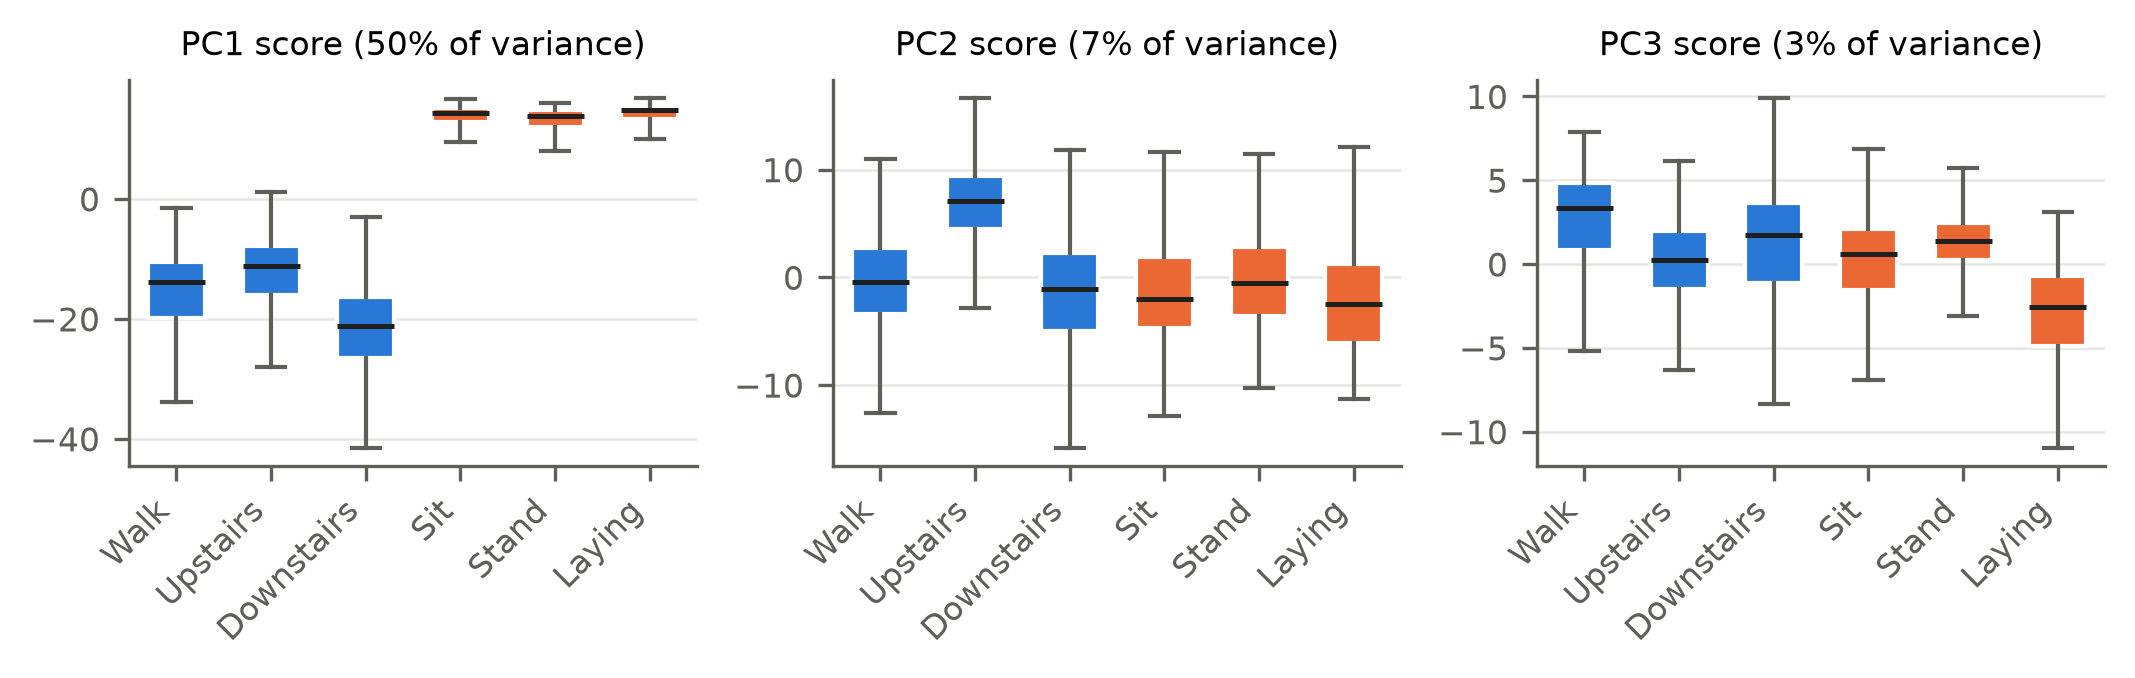 PC1 score (50% of variance)
0
−20
−40
Walk
Upstairs
Downstairs
Sit
Stand
Laying
PC2 score (7% of variance)
10
0
−10
Walk
Upstairs
Downstairs
Sit
Stand
Laying
PC3 score (3% of variance)
10
5
0
−5
−10
Walk
Upstairs
Downstairs
Sit
Stand
Laying